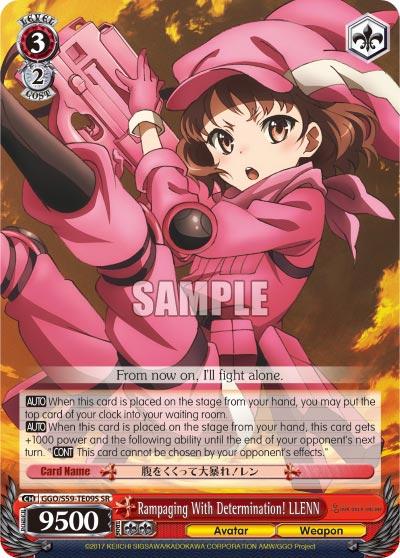 LEVEL
3
2
COST
SAMPLE
From now on, I'll fight alone.
AUTO When this card is placed on the stage from your hand, you may put the
top card of your clock into your waiting room.
AUTO When this card is placed on the stage from your hand, this card gets
+1000 power and the following ability until the end of your opponent's next
turn. "CONT This card cannot be chosen by your opponent's effects."
Card Name 腹をくくって大暴れ!レン
CH GGO/SS9-TE09S SR
Rampaging With Determination! LLENN
POWER 9500 SOUL
Avatar Weapon
©2017 KEIICHI SIGSAWA/KADOKAWA CORPORATION AMW/GGO Project